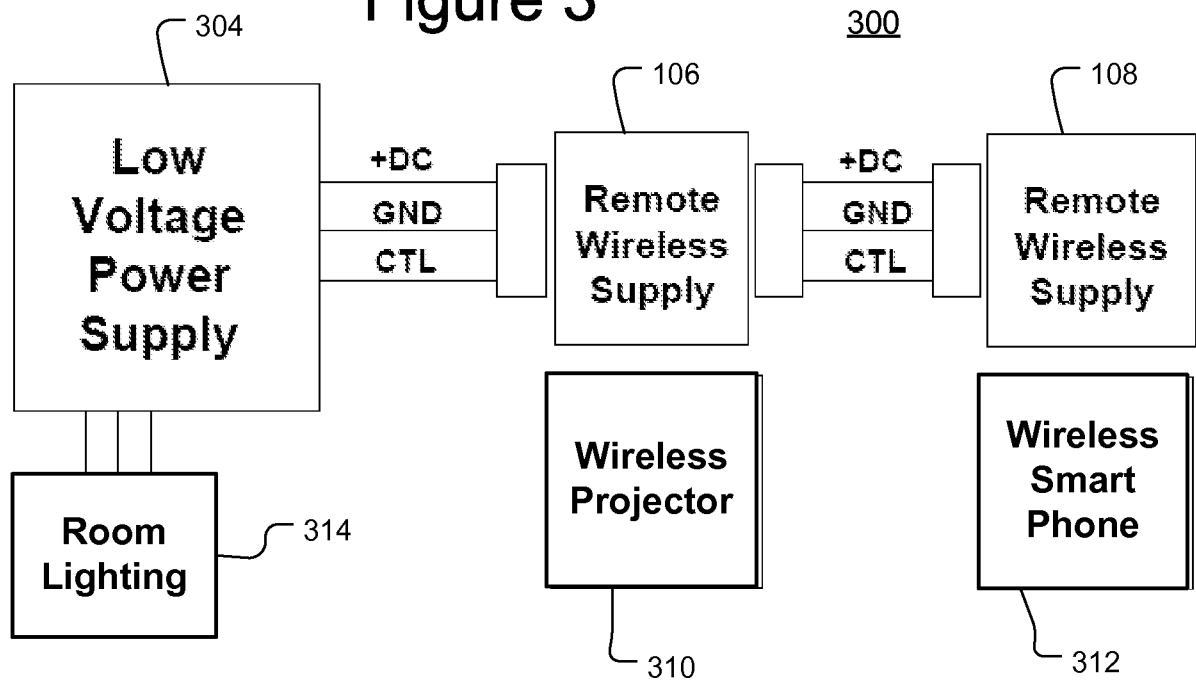 Figure 3
300
304
106
108
Low
Voltage
Power
Supply
+DC
GND
CTL
Remote
Wireless
Supply
+DC
GND
CTL
Remote
Wireless
Supply
Room
Lighting
314
Wireless
Projector
310
Wireless
Smart
Phone
312